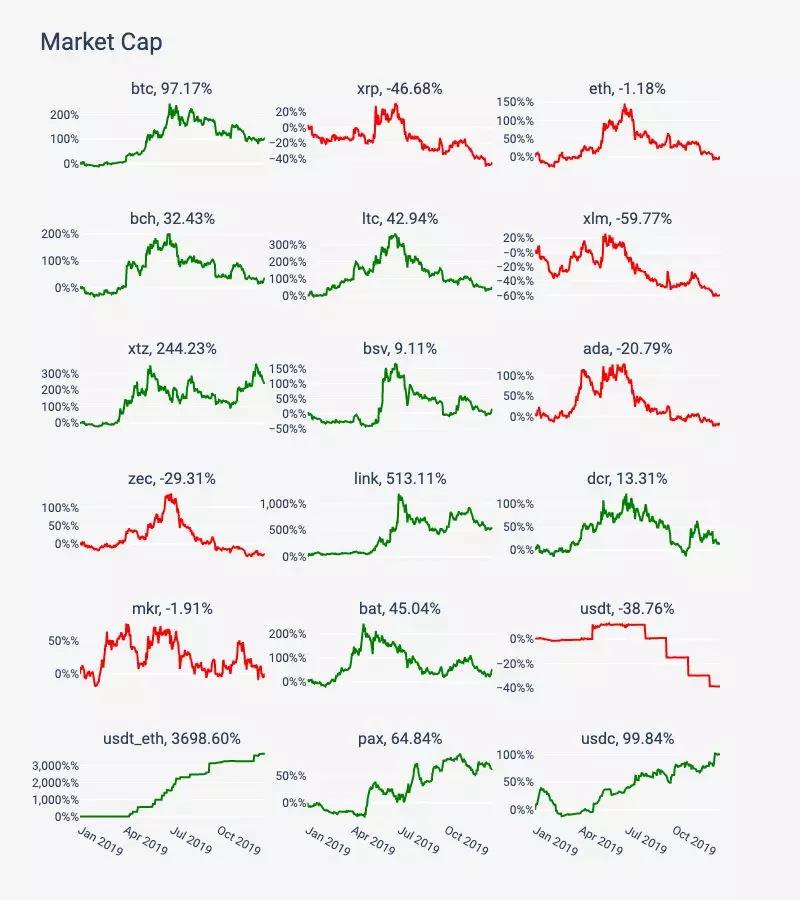 Market Cap
btc, 97.17%
xrp, -46.68%
eth, -1.18%
200%
100%
0%
20%
0%%
−20%
−40%
150%%
100%
50%%
0%%
bch, 32.43%
ltc, 42.94%
xlm, -59.77%
200%%
100%%
0%%
300%%
200%%
100%%
0%%
20%%
0%%
−20%
−40%
−60%
xtz, 244.23%
bsv, 9.11%
ada, -20.79%
300%%
200%%
100%%
0%%
150%%
100%%
50%%
0%%
−50%%
100%%
50%%
0%%
zec, -29.31%
link, 513.11%
dcr, 13.31%
100%%
50%%
0%%
1,000%%
500%%
0%%
100%%
50%%
0%%
mkr, -1.91%
bat, 45.04%
usdt, -38.76%
50%%
0%%
200%%
100%%
0%%
0%%
−20%%
−40%%
usdt_eth, 3698.60%
pax, 64.84%
usdc, 99.84%
3,000%%
2,000%%
1,000%%
0%%
50%%
0%%
100%%
50%%
0%%
Jan 2019
Apr 2019
Jul 2019
Oct 2019
Jan 2019
Apr 2019
Jul 2019
Oct 2019
Jan 2019
Apr 2019
Jul 2019
Oct 2019